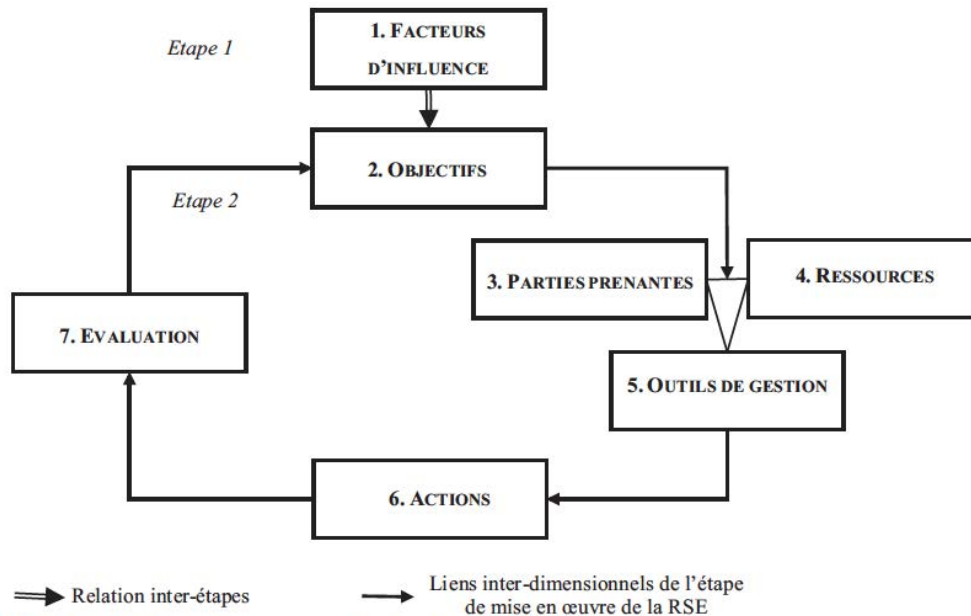 Etape 1
1. FACTEURS
D'INFLUENCE
2. OBJECTIFS
Etape 2
3. PARTIES PRENANTES
4. RESSOURCES
7. EVALUATION
5. OUTILS DE GESTION
6. ACTIONS
Relation inter-étapes
Liens inter-dimensionnels de l'étape
de mise en œuvre de la RSE